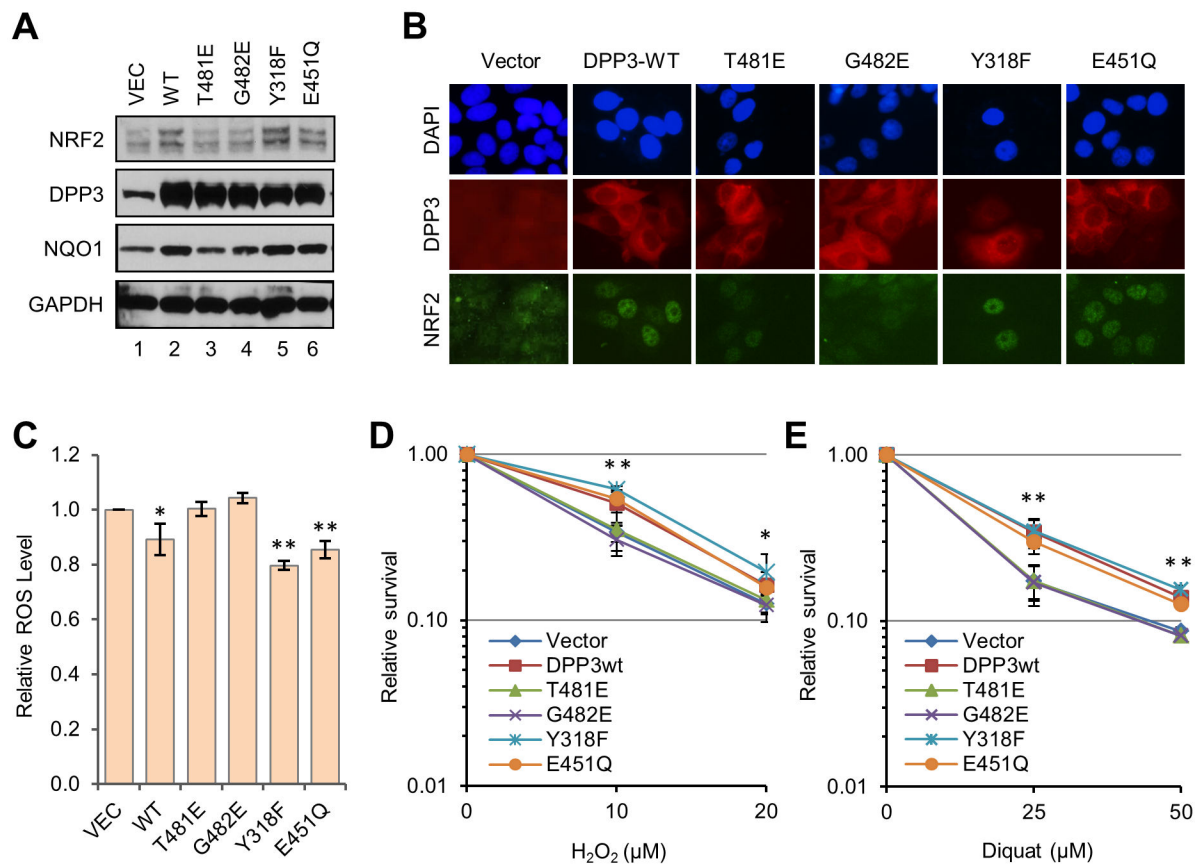 A
VEC
WT
T481E
G482E
Y318F
E451Q
NRF2
DPP3
NQO1
GAPDH
1 2 3 4 5 6
B
Vector DPP3-WT T481E G482E Y318F E451Q
DAPI
DPP3
NRF2
C
Relative ROS Level
1.2
1.0
0.8
0.6
0.4
0.2
0.0
* ** **
VEC
WT
T481E
G482E
Y318F
E451Q
D
Relative survival
1.00
0.10
0.01
**
*
Vector
DPP3wt
T481E
G482E
Y318F
E451Q
0 10 20
H₂O₂ (µM)
E
Relative survival
1.00
0.10
0.01
**
**
Vector
DPP3wt
T481E
G482E
Y318F
E451Q
0 25 50
Diquat (µM)